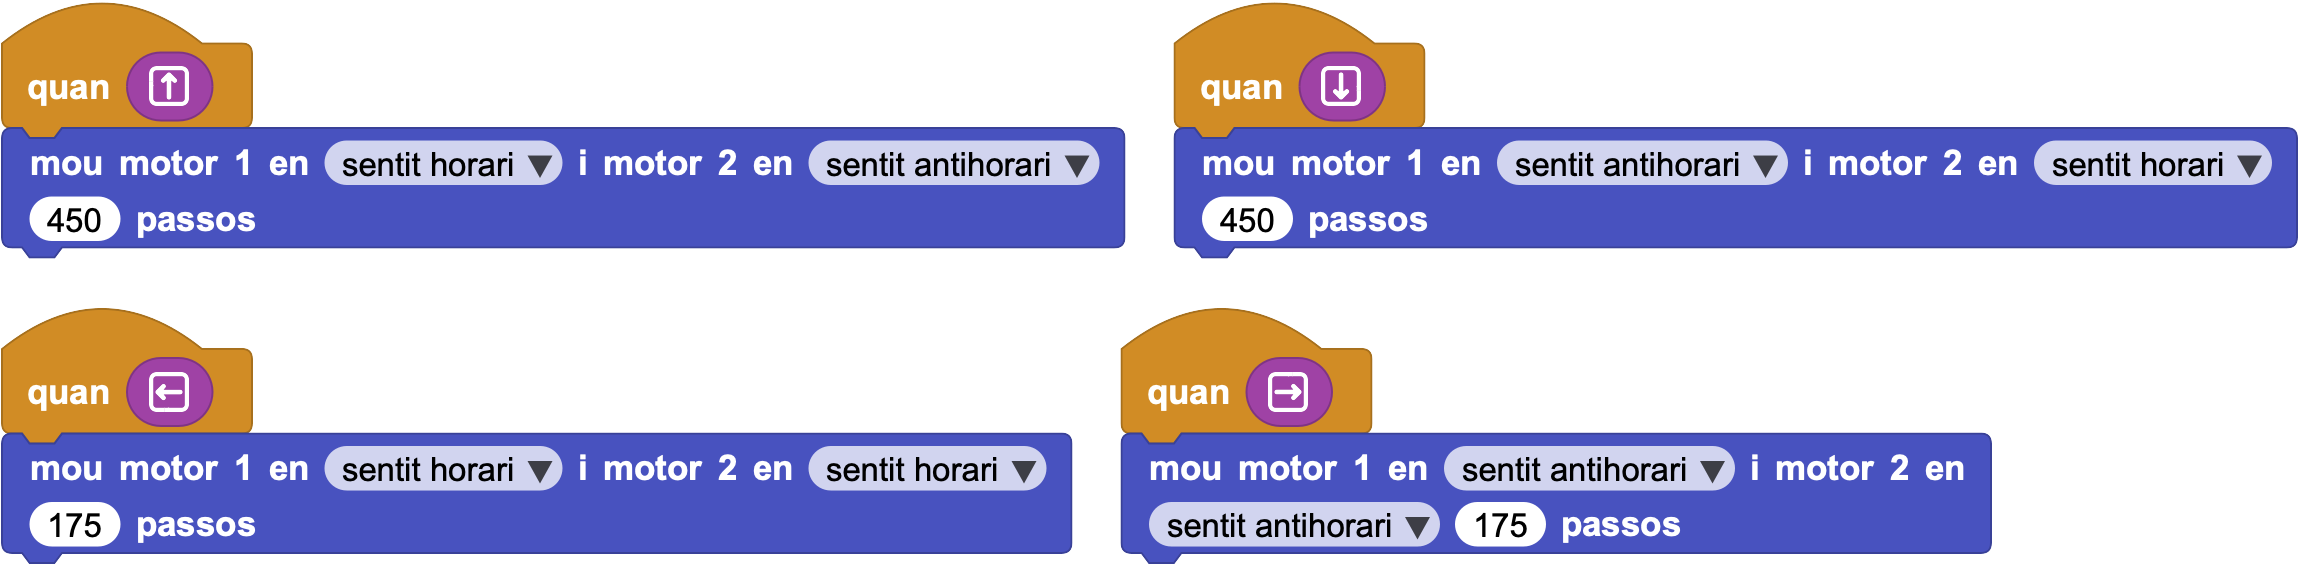 quan
mou motor 1 en sentit horari i motor 2 en sentit antihorari
450 passos
quan
mou motor 1 en sentit antihorari i motor 2 en sentit horari
450 passos
quan
mou motor 1 en sentit horari i motor 2 en sentit horari
175 passos
quan
mou motor 1 en sentit antihorari i motor 2 en
sentit antihorari 175 passos